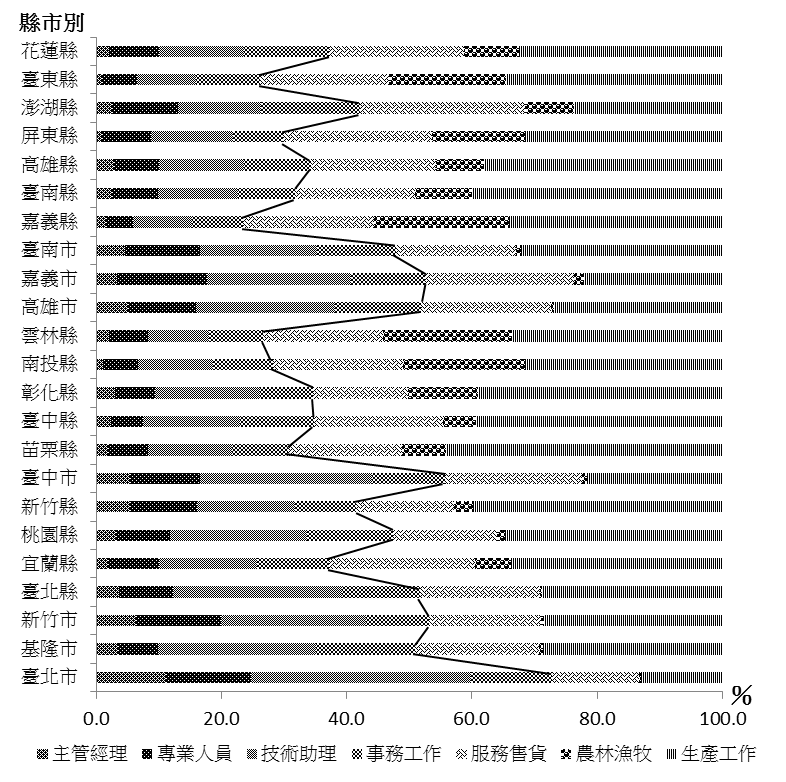 縣市別
花蓮縣
臺東縣
澎湖縣
屏東縣
高雄縣
臺南縣
嘉義縣
臺南市
嘉義市
高雄市
雲林縣
南投縣
彰化縣
臺中縣
苗栗縣
臺中市
新竹縣
桃園縣
宜蘭縣
臺北縣
新竹市
基隆市
臺北市
%
0.0 20.0 40.0 60.0 80.0 100.0
主管經理 專業人員 技術助理 事務工作 服務售貨 農林漁牧 生產工作